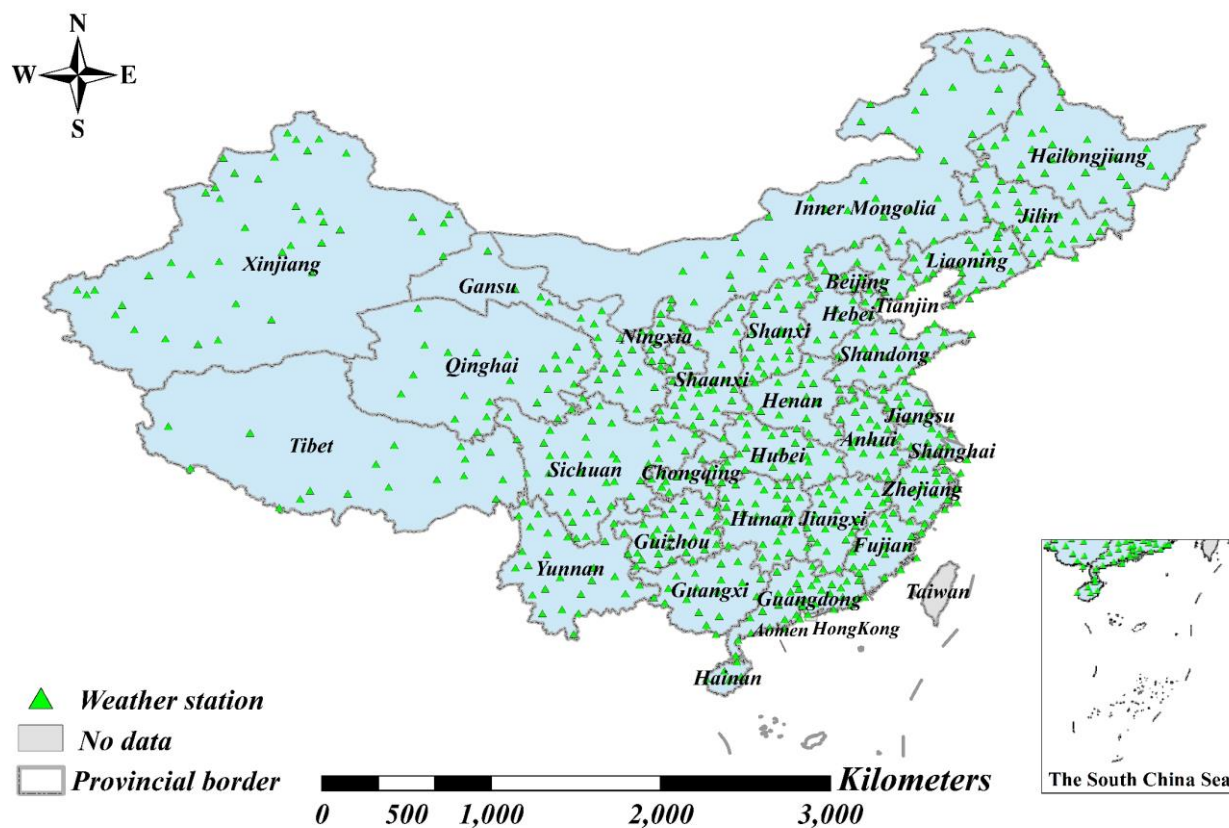 N
W E
S
Heilongjiang
Inner Mongolia
Jilin
Xinjiang
Liaoning
Beijing
Gansu
Tianjin
Hebei
Ningxia
Shanxi
Shandong
Qinghai
Shaanxi
Henan
Jiangsu
Tibet
Anhui
Shanghai
Hubei
Sichuan
Chongqing
Zhejiang
Hunan
Jiangxi
Guizhou
Fujian
Yunnan
Guangxi
Guangdong
Taiwan
Aomen
HongKong
Hainan
Weather station
No data
Provincial border
Kilometers
0 500 1,000 2,000 3,000
The South China Sea